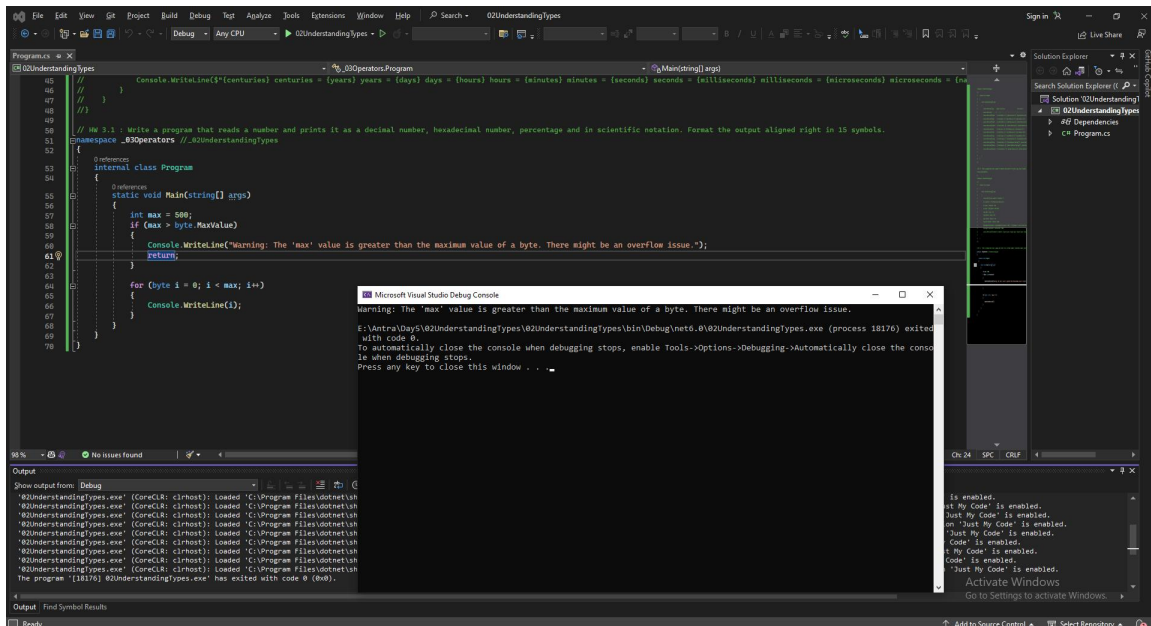 File Edit View Git Project Build Debug Test Analyze Tools Extensions Window Help Search 02UnderstandingTypes Sign in
Debug Any CPU 02UnderstandingTypes Live Share
Program.cs
02UnderstandingTypes _03Operators.Program Main(string[] args)
45 // Console.WriteLine($"{centuries} centuries = {years} years = {days} days = {hours} hours = {minutes} minutes = {seconds} seconds = {milliseconds} milliseconds = {microseconds} microseconds = {na
46 // }
47 // }
48 //}
49
50 // HW 3.1 : Write a program that reads a number and prints it as a decimal number, hexadecimal number, percentage and in scientific notation. Format the output aligned right in 15 symbols.
51 namespace _03Operators //_02UnderstandingTypes
52 {
0 references
53 internal class Program
54 {
0 references
55 static void Main(string[] args)
56 {
57 int max = 500;
58 if (max > byte.MaxValue)
59 {
60 Console.WriteLine("Warning: The 'max' value is greater than the maximum value of a byte. There might be an overflow issue.");
61 return;
62 }
63
64 for (byte i = 0; i < max; i++)
65 {
66 Console.WriteLine(i);
67 }
68 }
69 }
70 }
Solution Explorer
Search Solution Explorer (
Solution '02UnderstandingT
02UnderstandingTypes
Dependencies
C# Program.cs
GitHub Copilot
Microsoft Visual Studio Debug Console
Warning: The 'max' value is greater than the maximum value of a byte. There might be an overflow issue.
E:\Antra\Day5\02UnderstandingTypes\02UnderstandingTypes\bin\Debug\net6.0\02UnderstandingTypes.exe (process 18176) exited
with code 0.
To automatically close the console when debugging stops, enable Tools->Options->Debugging->Automatically close the conso
le when debugging stops.
Press any key to close this window . . .
98 % No issues found Ch: 24 SPC CRLF
Output
Show output from: Debug
'02UnderstandingTypes.exe' (CoreCLR: clrhost): Loaded 'C:\Program Files\dotnet\sh is enabled.
'02UnderstandingTypes.exe' (CoreCLR: clrhost): Loaded 'C:\Program Files\dotnet\sh st My Code' is enabled.
'02UnderstandingTypes.exe' (CoreCLR: clrhost): Loaded 'C:\Program Files\dotnet\sh Just My Code' is enabled.
'02UnderstandingTypes.exe' (CoreCLR: clrhost): Loaded 'C:\Program Files\dotnet\sh on 'Just My Code' is enabled.
'02UnderstandingTypes.exe' (CoreCLR: clrhost): Loaded 'C:\Program Files\dotnet\sh 'Just My Code' is enabled.
'02UnderstandingTypes.exe' (CoreCLR: clrhost): Loaded 'C:\Program Files\dotnet\sh Code' is enabled.
'02UnderstandingTypes.exe' (CoreCLR: clrhost): Loaded 'C:\Program Files\dotnet\sh t My Code' is enabled.
'02UnderstandingTypes.exe' (CoreCLR: clrhost): Loaded 'C:\Program Files\dotnet\sh Code' is enabled.
'02UnderstandingTypes.exe' (CoreCLR: clrhost): Loaded 'C:\Program Files\dotnet\sh 'Just My Code' is enabled.
The program '[18176] 02UnderstandingTypes.exe' has exited with code 0 (0x0).
Activate Windows
Go to Settings to activate Windows.
Output Find Symbol Results
Ready Add to Source Control Select Repository